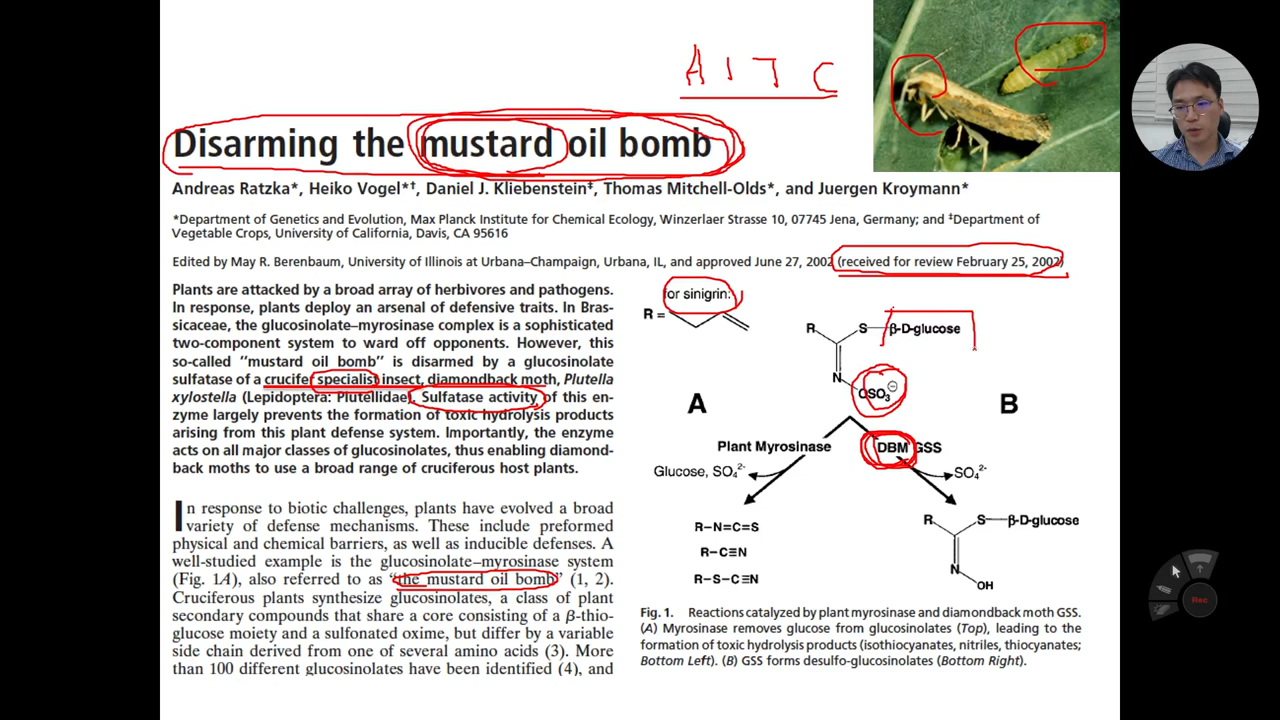 A I T C
Disarming the mustard oil bomb
Andreas Ratzka*, Heiko Vogel*†, Daniel J. Kliebenstein‡, Thomas Mitchell-Olds*, and Juergen Kroymann*
*Department of Genetics and Evolution, Max Planck Institute for Chemical Ecology, Winzerlaer Strasse 10, 07745 Jena, Germany; and ‡Department of
Vegetable Crops, University of California, Davis, CA 95616
Edited by May R. Berenbaum, University of Illinois at Urbana–Champaign, Urbana, IL, and approved June 27, 2002 (received for review February 25, 2002)
Plants are attacked by a broad array of herbivores and pathogens.
In response, plants deploy an arsenal of defensive traits. In Bras-
sicaceae, the glucosinolate–myrosinase complex is a sophisticated
two-component system to ward off opponents. However, this
so-called "mustard oil bomb" is disarmed by a glucosinolate
sulfatase of a crucifer specialist insect, diamondback moth, Plutella
xylostella (Lepidoptera: Plutellidae). Sulfatase activity of this en-
zyme largely prevents the formation of toxic hydrolysis products
arising from this plant defense system. Importantly, the enzyme
acts on all major classes of glucosinolates, thus enabling diamond-
back moths to use a broad range of cruciferous host plants.
In response to biotic challenges, plants have evolved a broad
variety of defense mechanisms. These include preformed
physical and chemical barriers, as well as inducible defenses. A
well-studied example is the glucosinolate–myrosinase system
(Fig. 1A), also referred to as "the mustard oil bomb" (1, 2).
Cruciferous plants synthesize glucosinolates, a class of plant
secondary compounds that share a core consisting of a β-thio-
glucose moiety and a sulfonated oxime, but differ by a variable
side chain derived from one of several amino acids (3). More
than 100 different glucosinolates have been identified (4), and
for sinigrin:
R =
R S β-D-glucose
N
OSO3 ⊖
A B
Plant Myrosinase DBM GSS
Glucose, SO4²⁻ SO4²⁻
R–N=C=S
R–C≡N
R–S–C≡N
R S β-D-glucose
N
OH
Fig. 1. Reactions catalyzed by plant myrosinase and diamondback moth GSS.
(A) Myrosinase removes glucose from glucosinolates (Top), leading to the
formation of toxic hydrolysis products (isothiocyanates, nitriles, thiocyanates;
Bottom Left). (B) GSS forms desulfo-glucosinolates (Bottom Right).
Rec